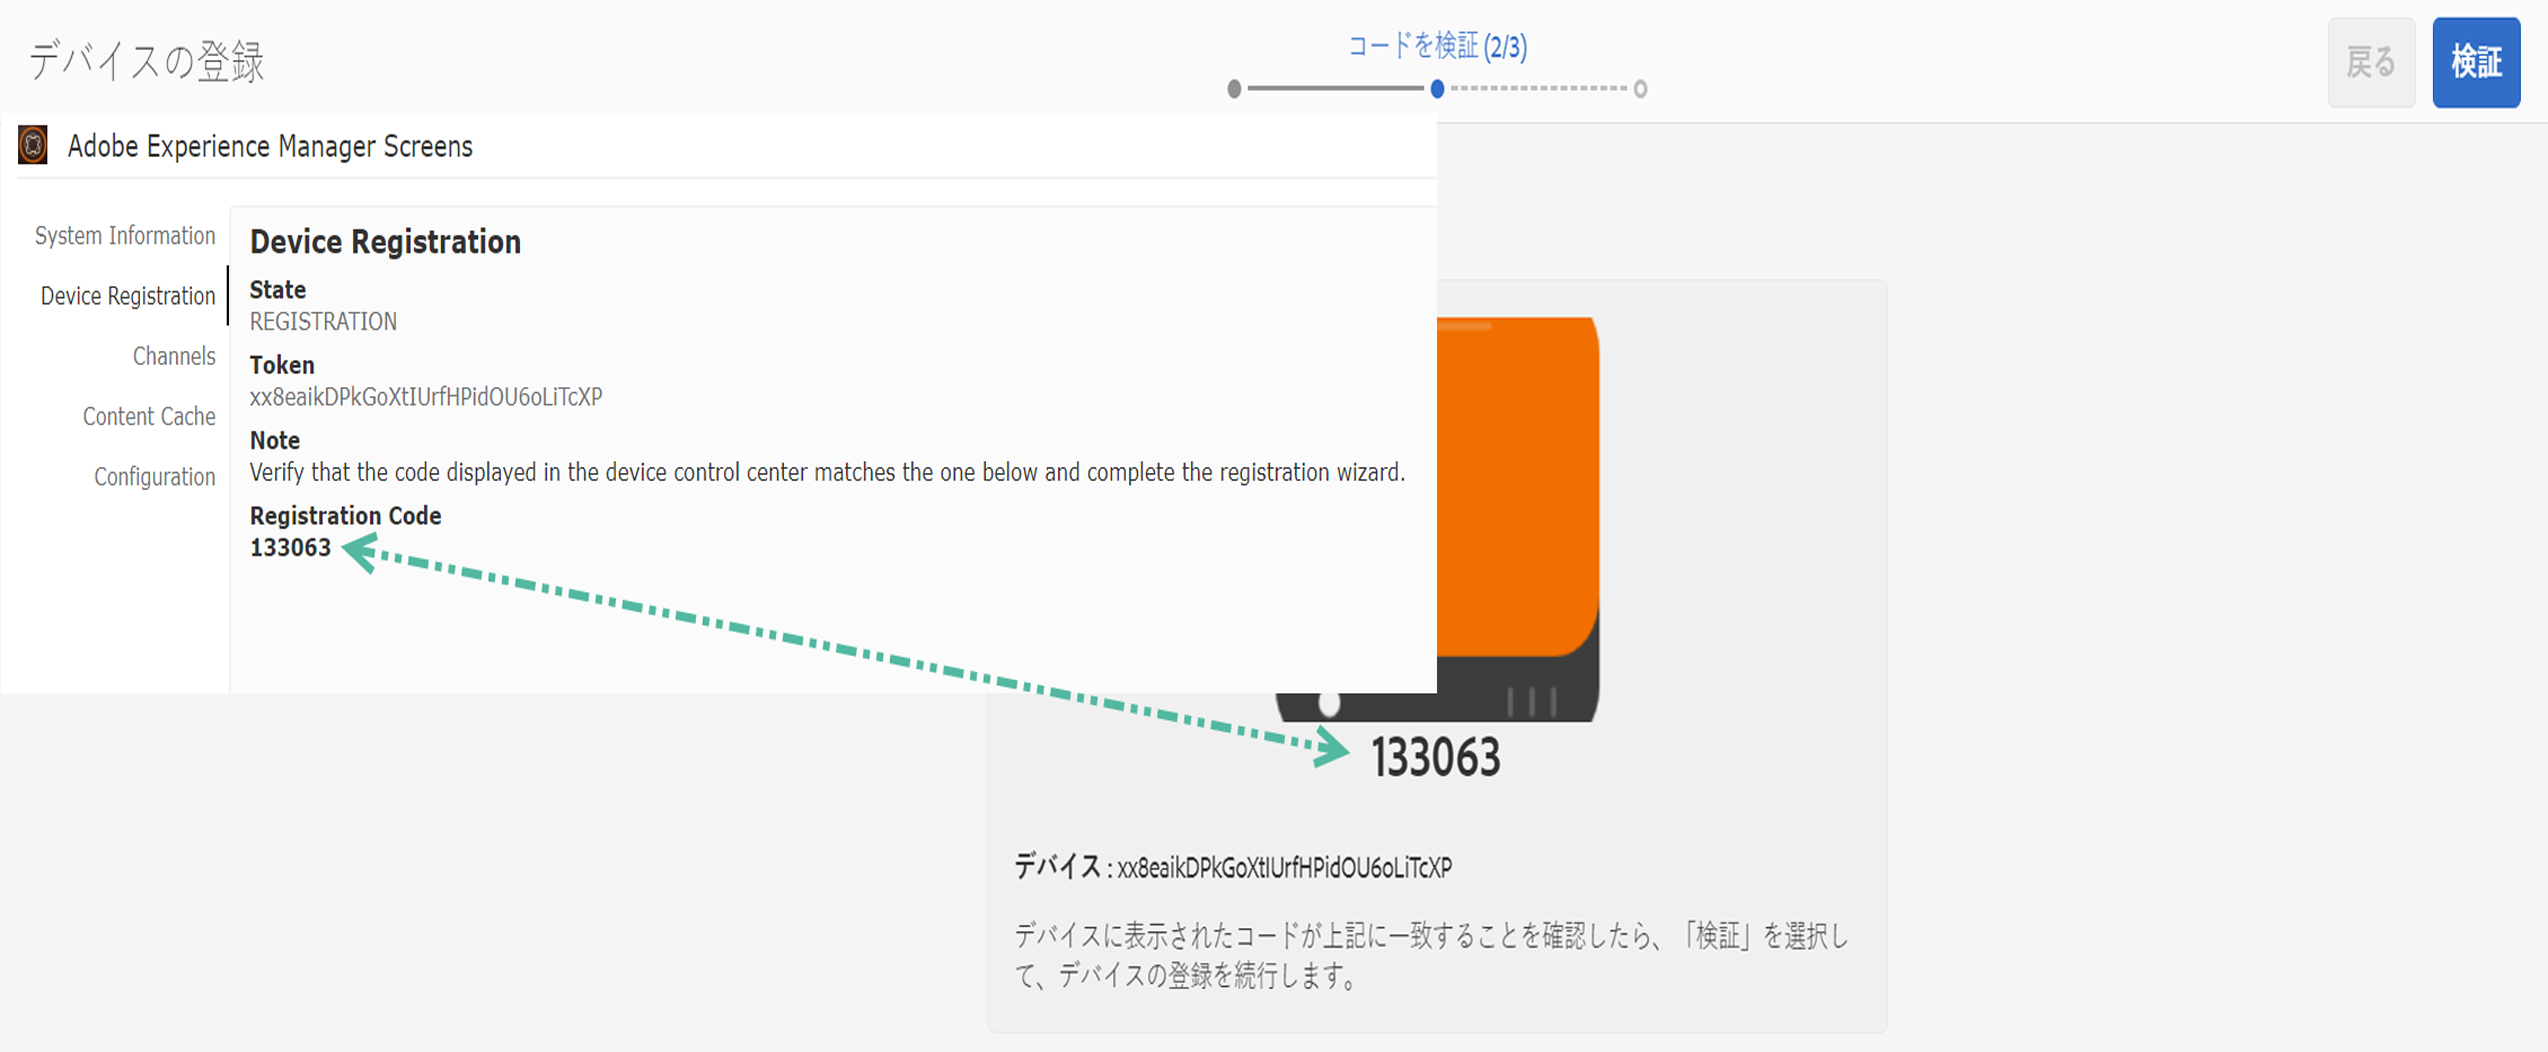 デバイスの登録
コードを検証 (2/3)
戻る
検証
Adobe Experience Manager Screens
System Information
Device Registration
Channels
Content Cache
Configuration
Device Registration
State
REGISTRATION
Token
xx8eaikDPkGoXtIUrfHPidOU6oLiTcXP
Note
Verify that the code displayed in the device control center matches the one below and complete the registration wizard.
Registration Code
133063
133063
デバイス : xx8eaikDPkGoXtIUrfHPidOU6oLiTcXP
デバイスに表示されたコードが上記に一致することを確認したら、「検証」を選択し
て、デバイスの登録を続行します。